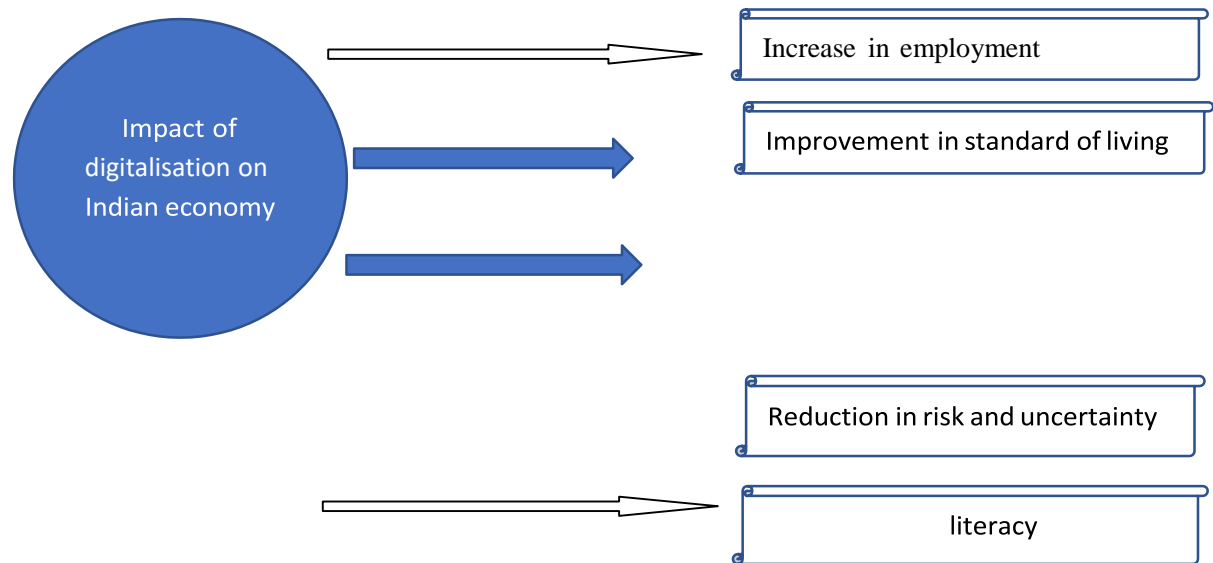 Impact of
digitalisation on
Indian economy
Increase in employment
Improvement in standard of living
Reduction in risk and uncertainty
literacy